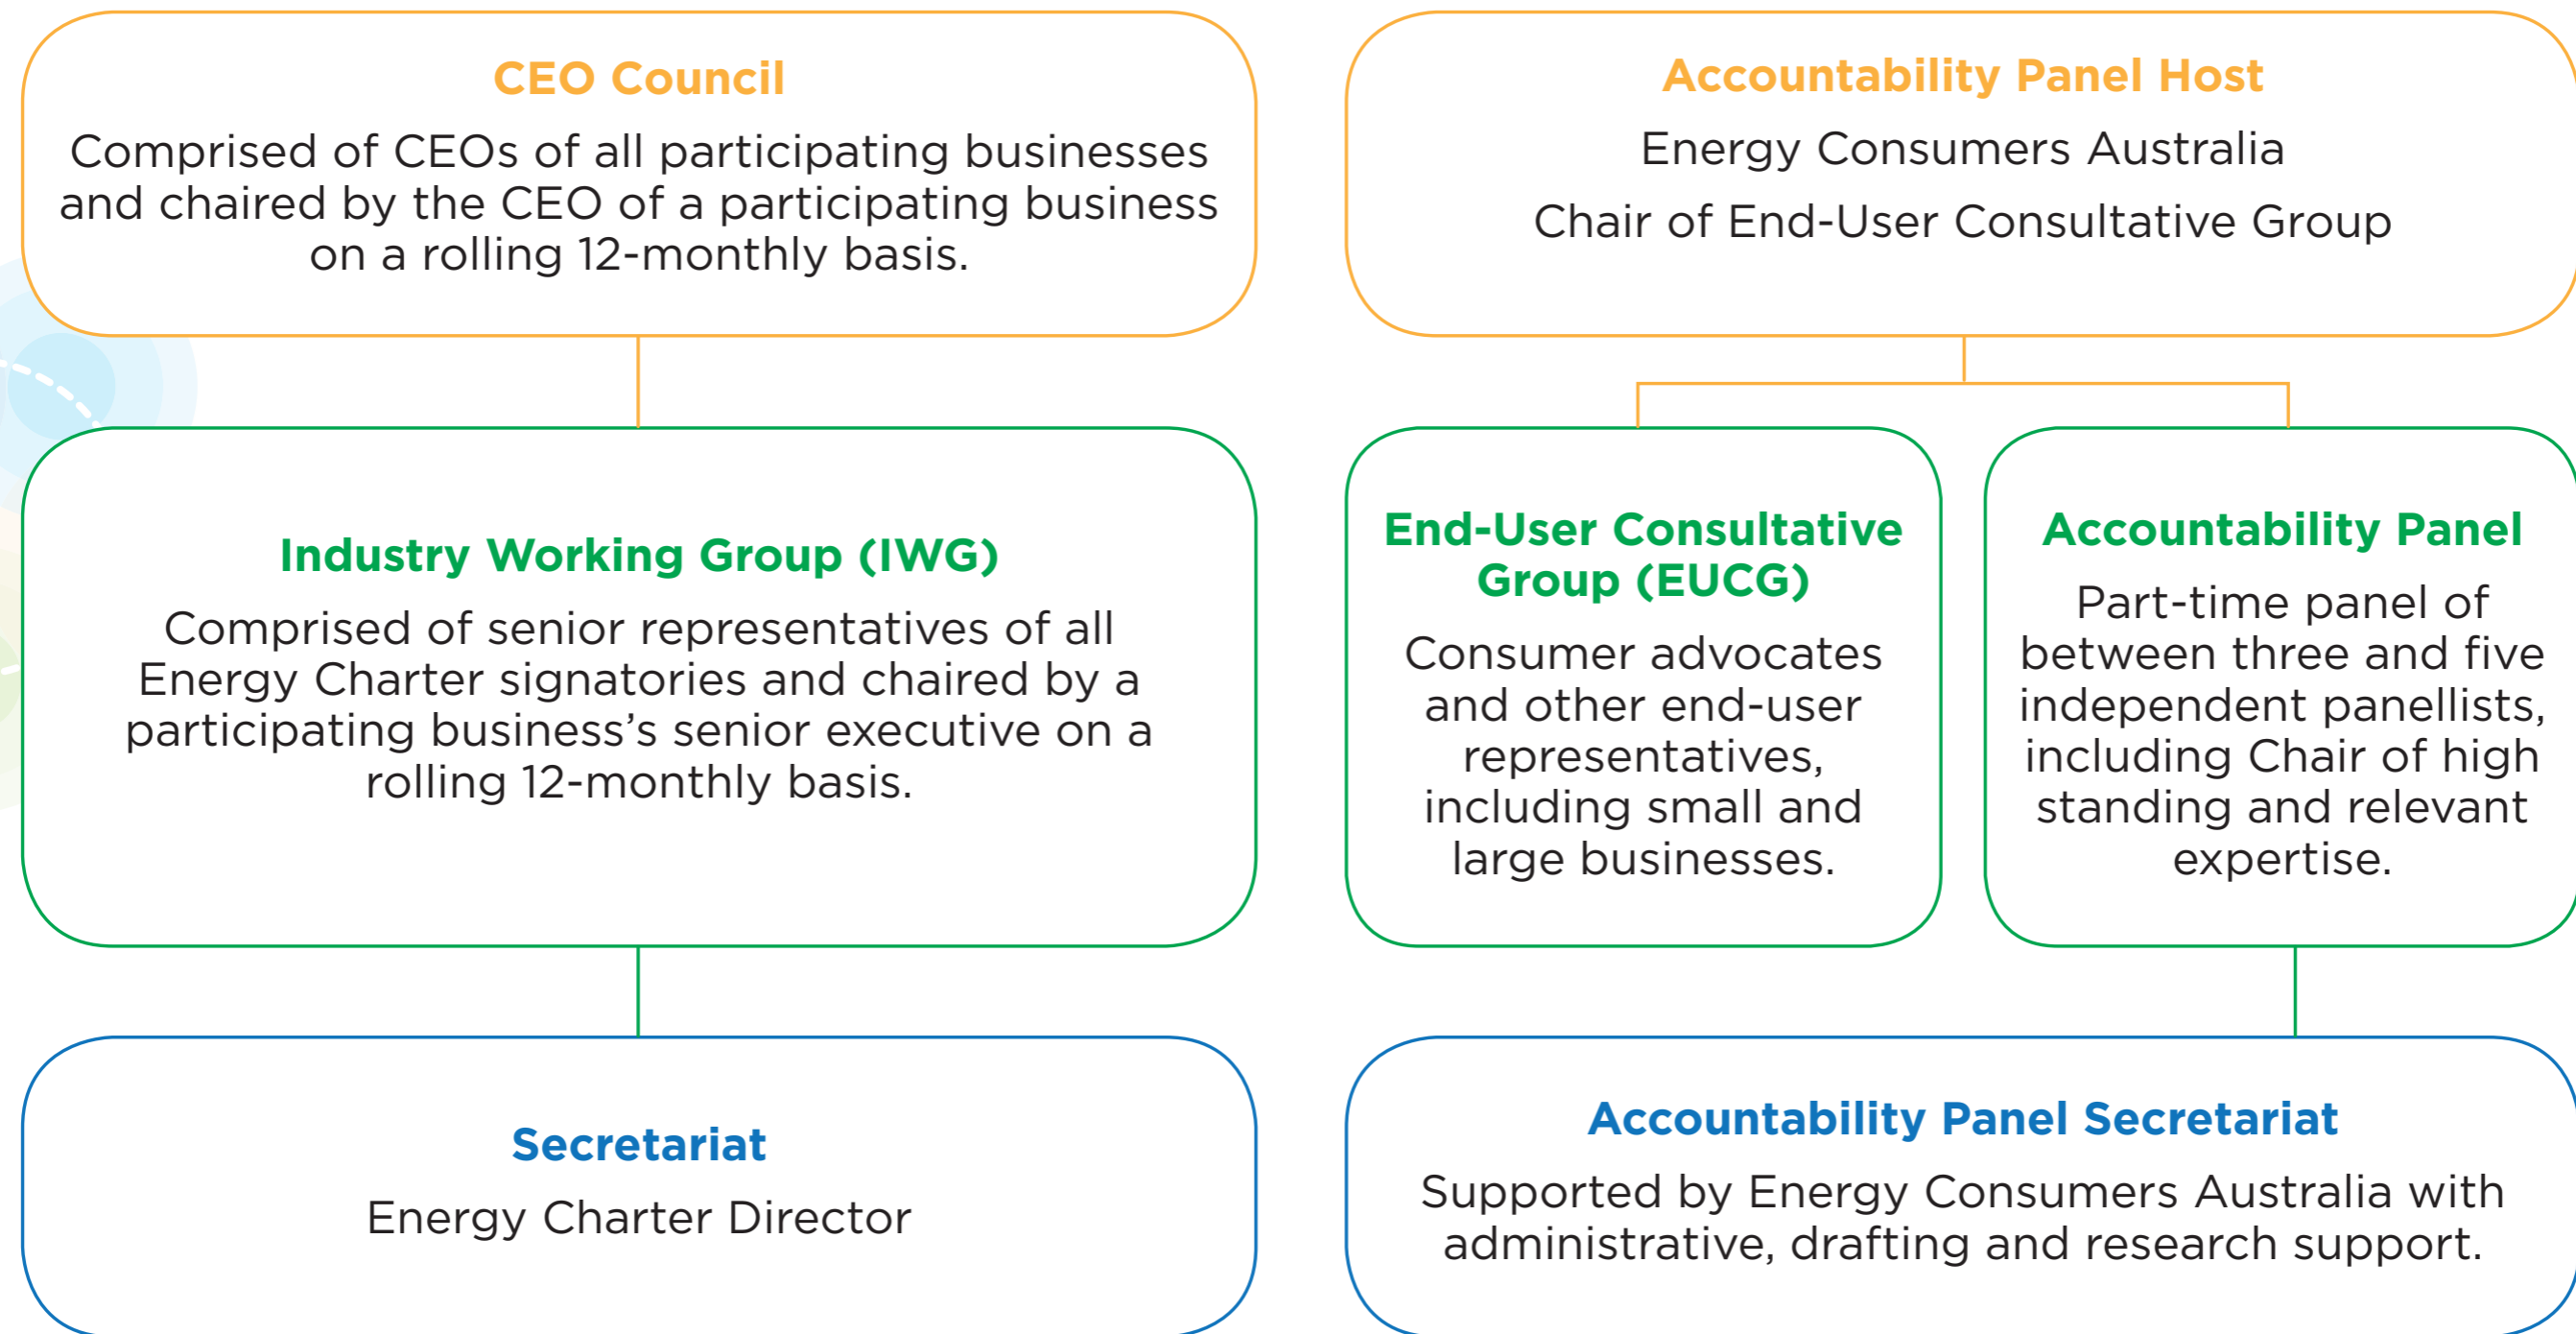 CEO Council
Comprised of CEOs of all participating businesses
and chaired by the CEO of a participating business
on a rolling 12-monthly basis.
Accountability Panel Host
Energy Consumers Australia
Chair of End-User Consultative Group
Industry Working Group (IWG)
Comprised of senior representatives of all
Energy Charter signatories and chaired by a
participating business’s senior executive on a
rolling 12-monthly basis.
End-User Consultative
Group (EUCG)
Consumer advocates
and other end-user
representatives,
including small and
large businesses.
Accountability Panel
Part-time panel of
between three and five
independent panellists,
including Chair of high
standing and relevant
expertise.
Secretariat
Energy Charter Director
Accountability Panel Secretariat
Supported by Energy Consumers Australia with
administrative, drafting and research support.